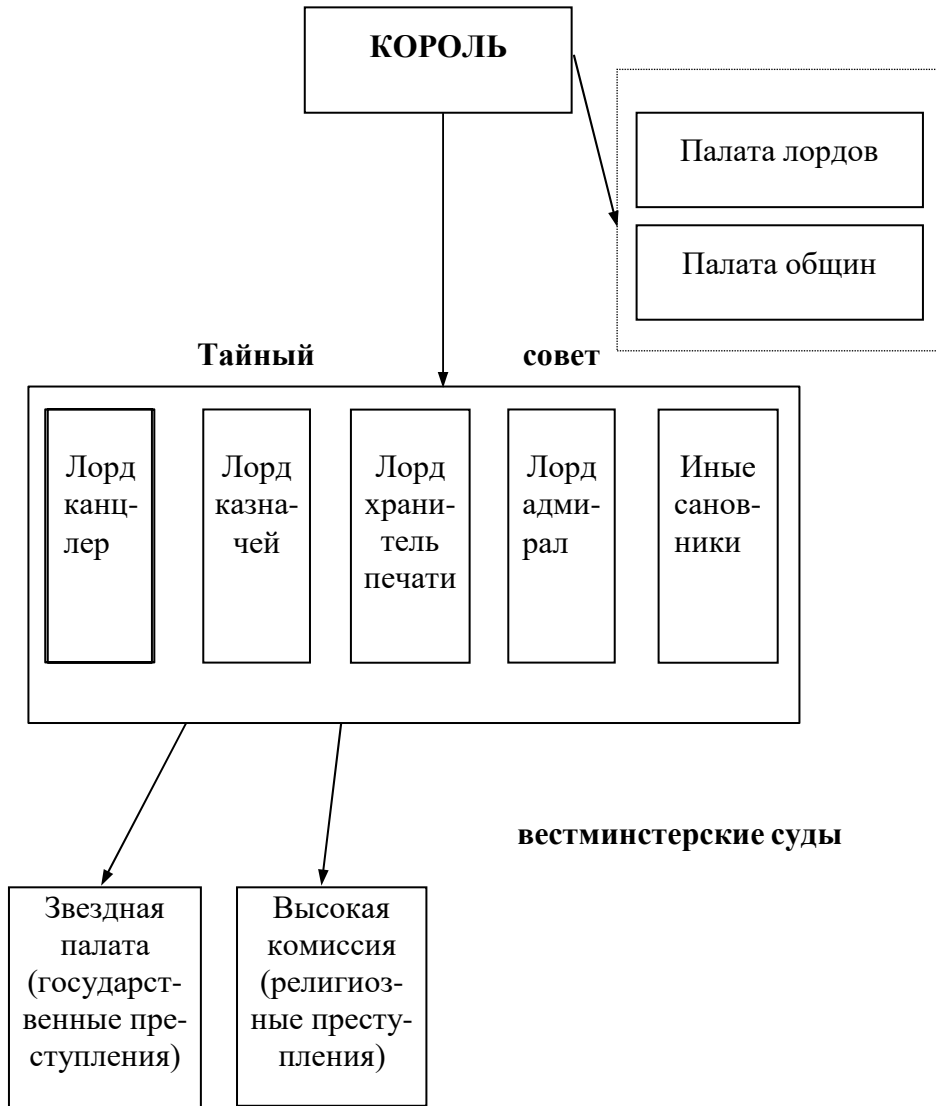 КОРОЛЬ
Палата лордов
Палата общин
Тайный совет
Лорд
канц-
лер
Лорд
казна-
чей
Лорд
храни-
тель
печати
Лорд
адми-
рал
Иные
санов-
ники
вестминстерские суды
Звездная
палата
(государст-
венные пре-
ступления)
Высокая
комиссия
(религиоз-
ные престу-
пления)